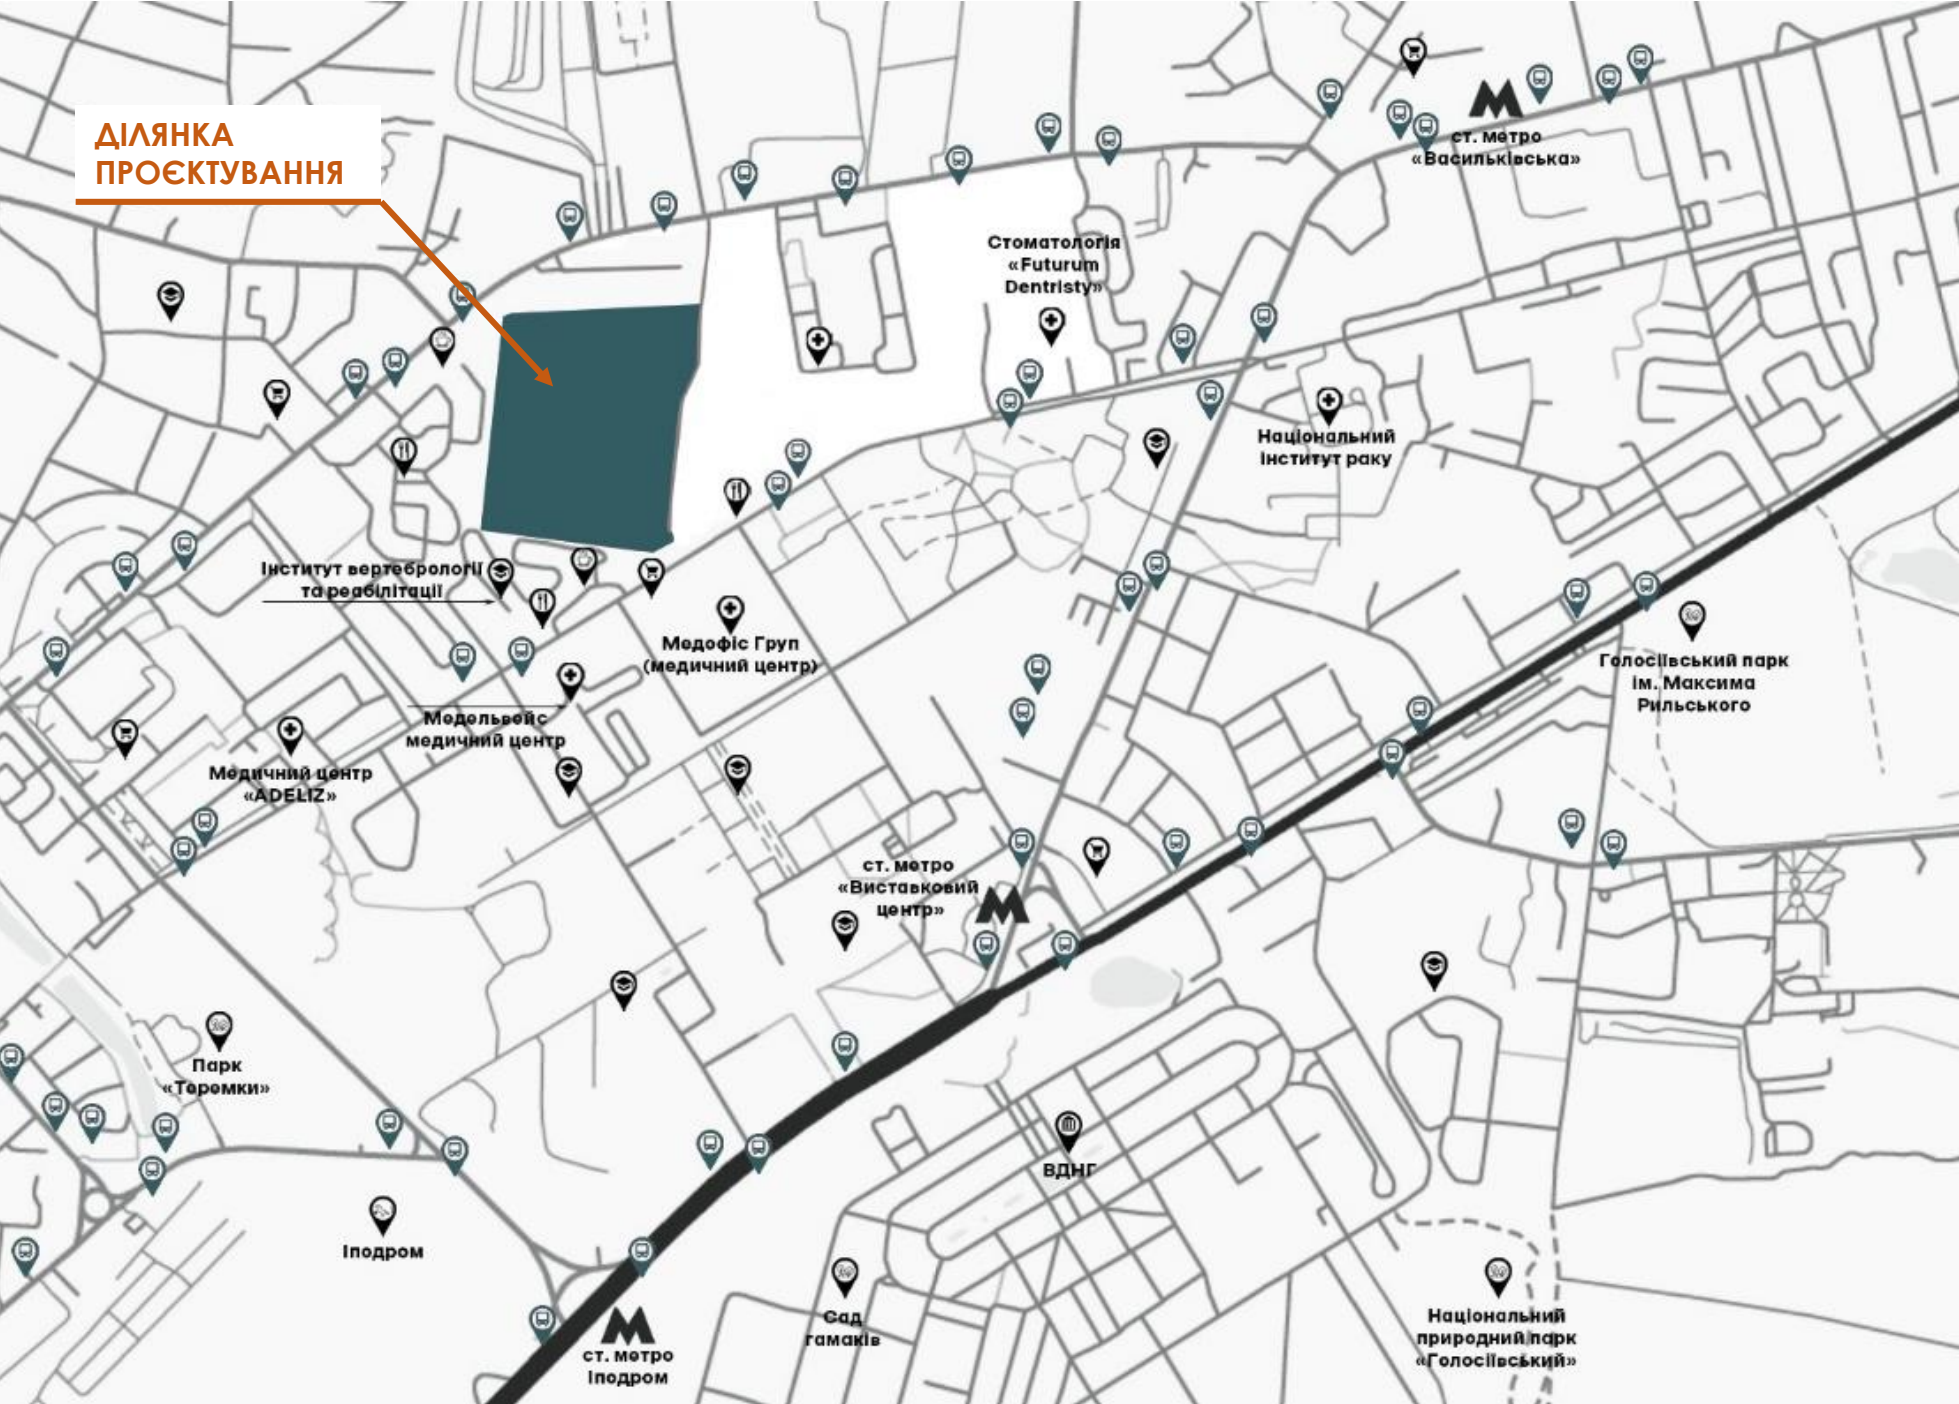 ДІЛЯНКА
ПРОЄКТУВАННЯ
ст. метро
«Васильківська»
Стоматологія
«Futurum
Dentristy»
Національний
інститут раку
Інститут вертебрології
та реабілітації
Медофіс Груп
(медичний центр)
Голосіївський парк
ім. Максима
Рильського
Медельвейс
медичний центр
Медичний центр
«ADELIZ»
ст. метро
«Виставковий
центр»
Парк
«Теремки»
ВДНГ
Іподром
Сад
гамаків
Національний
природний парк
«Голосіївський»
ст. метро
Іподром